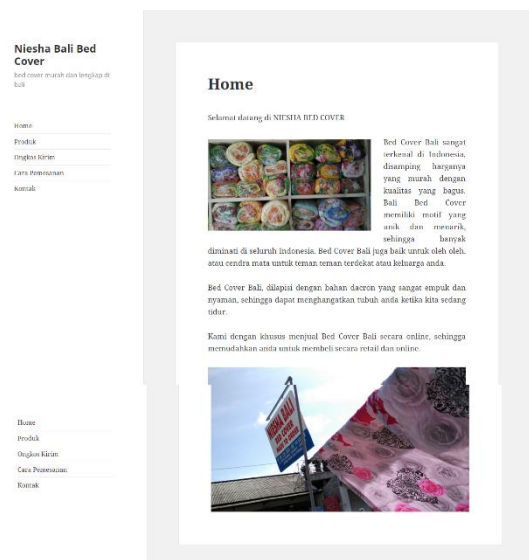 Niesha Bali Bed
Cover
bed cover murah dan lengkap di
bali
Home
Produk
Ongkos Kirim
Cara Pemesanan
Kontak
Home
Selamat datang di NIESHA BED COVER
Bed Cover Bali sangat
terkenal di Indonesia,
disamping harganya
yang murah dengan
kualitas yang bagus.
Bali Bed Cover
memiliki motif yang
unik dan menarik,
sehingga banyak
diminati di seluruh Indonesia. Bed Cover Bali juga baik untuk oleh oleh,
atau cendra mata untuk teman teman terdekat atau keluarga anda.
Bed Cover Bali, dilapisi dengan bahan dacron yang sangat empuk dan
nyaman, sehingga dapat menghangatkan tubuh anda ketika kita sedang
tidur.
Kami dengan khusus menjual Bed Cover Bali secara online, sehingga
memudahkan anda untuk membeli secara retail dan online.
NIESHA BALI
BED COVER
Home
Produk
Ongkos Kirim
Cara Pemesanan
Kontak